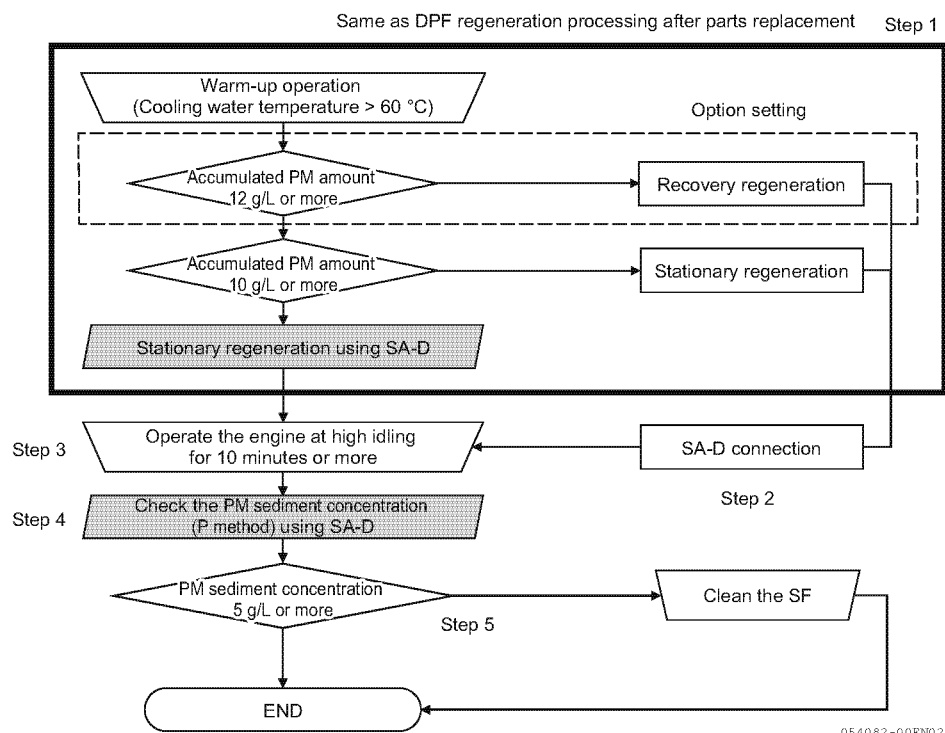 Same as DPF regeneration processing after parts replacement
Step 1
Warm-up operation
(Cooling water temperature > 60 °C)
Option setting
Accumulated PM amount
12 g/L or more
Recovery regeneration
Accumulated PM amount
10 g/L or more
Stationary regeneration
Stationary regeneration using SA-D
Step 3
Operate the engine at high idling
for 10 minutes or more
SA-D connection
Step 2
Step 4
Check the PM sediment concentration
(P method) using SA-D
PM sediment concentration
5 g/L or more
Step 5
Clean the SF
END
054082-00EN02